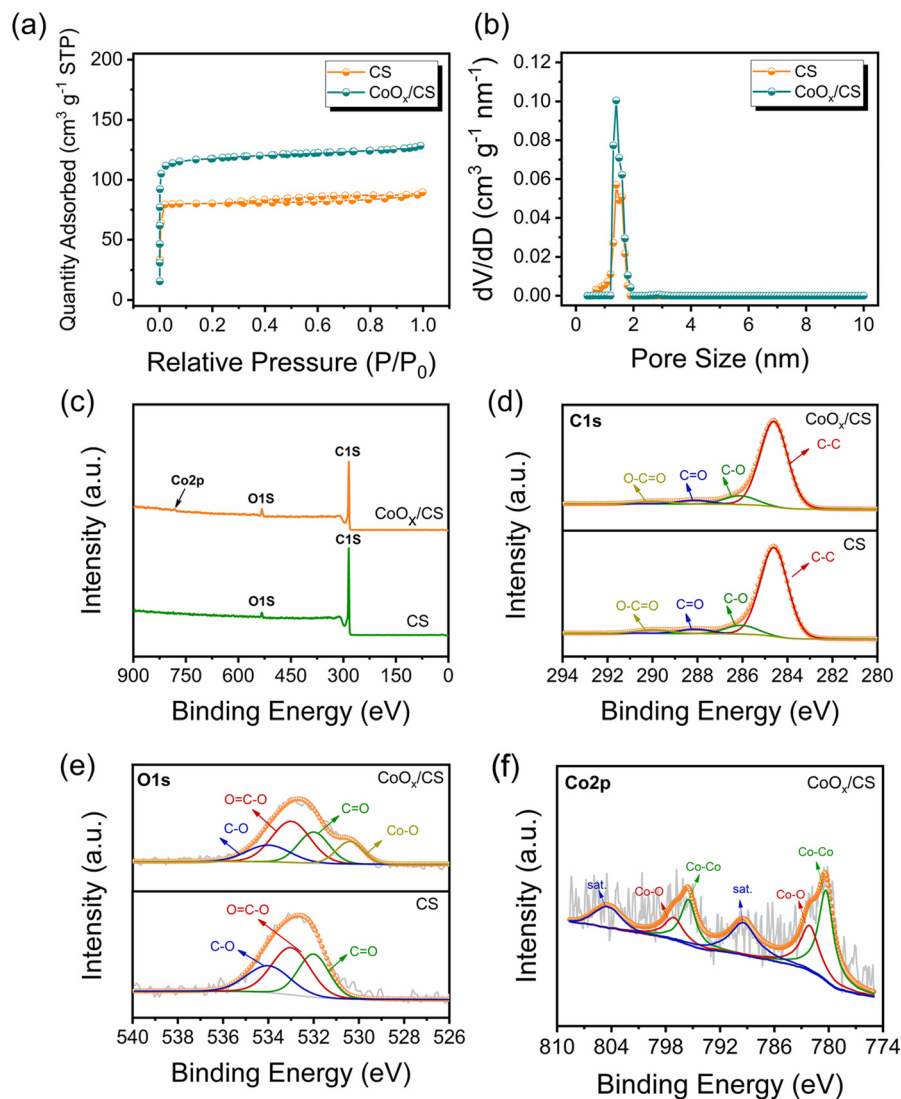 (a)
200
150
100
50
0
0.0 0.2 0.4 0.6 0.8 1.0
Quantity Adsorbed (cm³ g⁻¹ STP)
Relative Pressure (P/P₀)
CS
CoOₓ/CS
(b)
0.12
0.10
0.08
0.06
0.04
0.02
0.00
0 2 4 6 8 10
dV/dD (cm³ g⁻¹ nm⁻¹)
Pore Size (nm)
CS
CoOₓ/CS
(c)
Co2p
O1S
C1S
CoOₓ/CS
O1S
C1S
CS
900 750 600 450 300 150 0
Intensity (a.u.)
Binding Energy (eV)
(d)
C1s
CoOₓ/CS
O-C=O
C=O
C-O
C-C
CS
O-C=O
C=O
C-O
C-C
294 292 290 288 286 284 282 280
Intensity (a.u.)
Binding Energy (eV)
(e)
O1s
CoOₓ/CS
O=C-O
C=O
C-O
Co-O
CS
O=C-O
C-O
C=O
540 538 536 534 532 530 528 526
Intensity (a.u.)
Binding Energy (eV)
(f)
Co2p
CoOₓ/CS
sat.
Co-O
Co-Co
sat.
Co-O
Co-Co
810 804 798 792 786 780 774
Intensity (a.u.)
Binding Energy (eV)